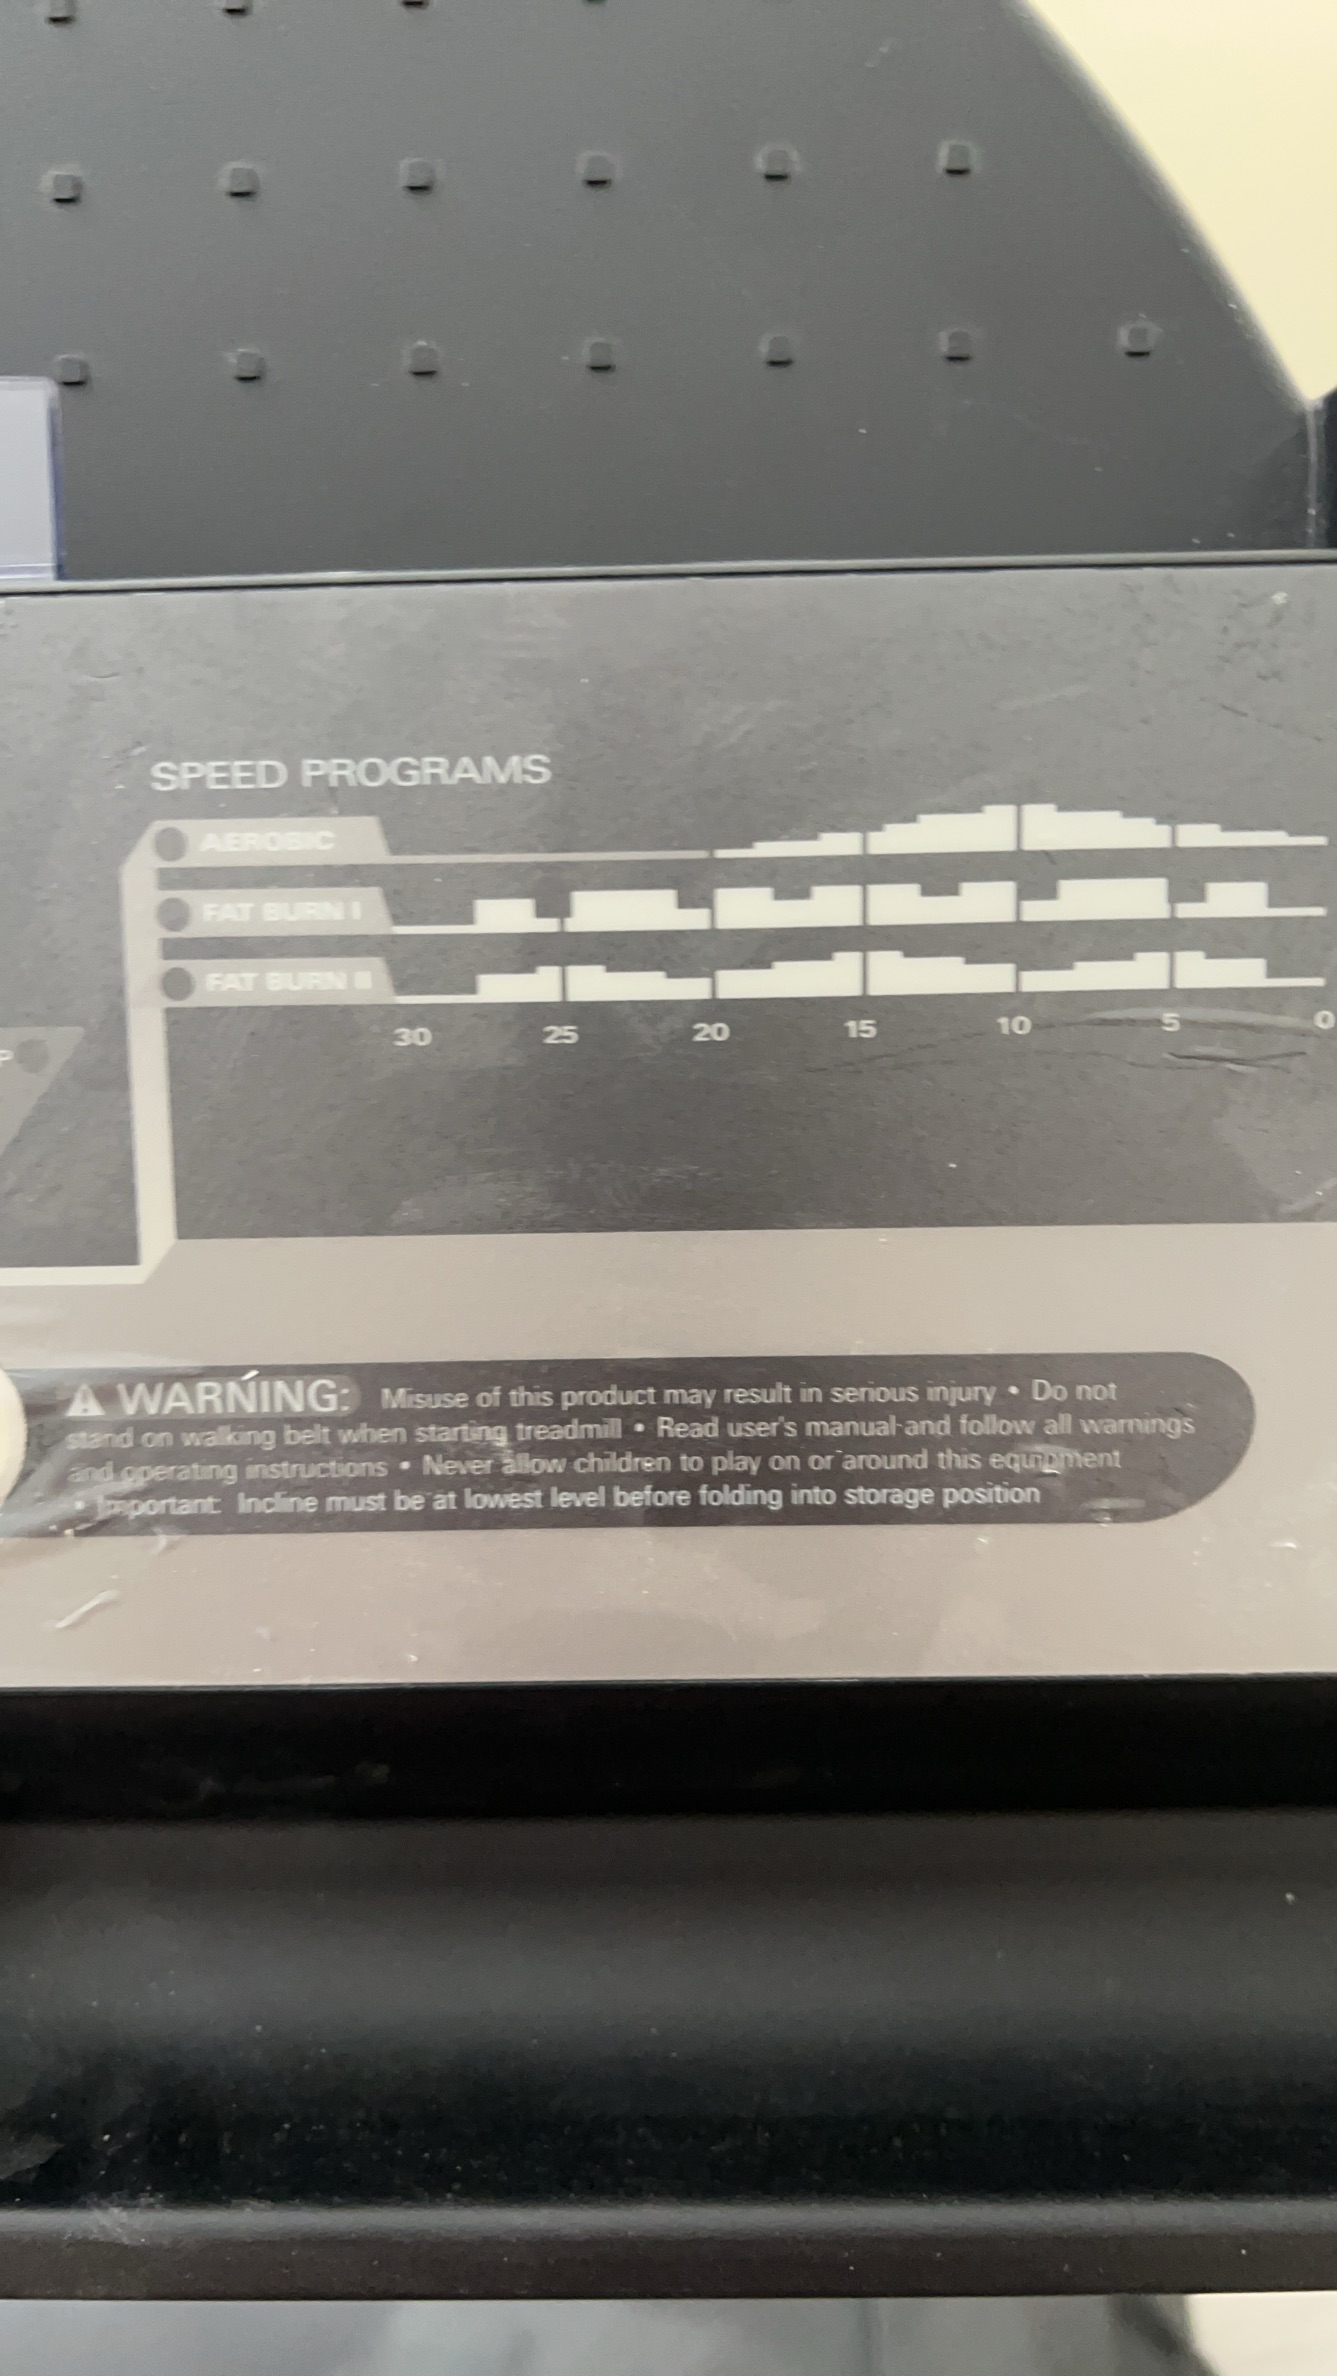 SPEED PROGRAMS
AEROBIC
FAT BURN I
FAT BURN II
30 25 20 15 10 5 0
P
⚠ WARNING: Misuse of this product may result in serious injury • Do not
stand on walking belt when starting treadmill • Read user's manual and follow all warnings
and operating instructions • Never allow children to play on or around this equipment
• Important: Incline must be at lowest level before folding into storage position